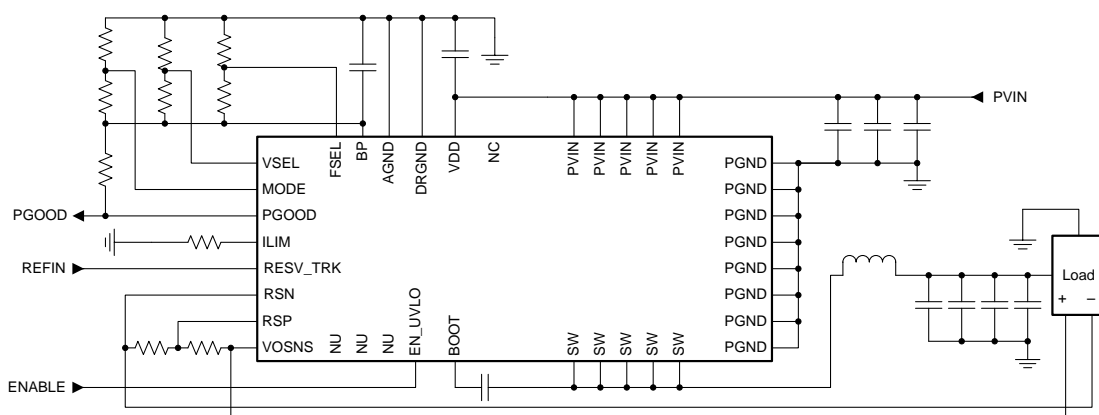 PVIN
FSEL
BP
AGND
DRGND
VDD
NC
PVIN
PVIN
PVIN
PVIN
PVIN
VSEL
MODE
PGOOD
ILIM
RESV_TRK
RSN
RSP
VOSNS
PGOOD
REFIN
ENABLE
PGND
PGND
PGND
PGND
PGND
PGND
PGND
PGND
NU
NU
NU
EN_UVLO
BOOT
SW
SW
SW
SW
SW
Load
+ −